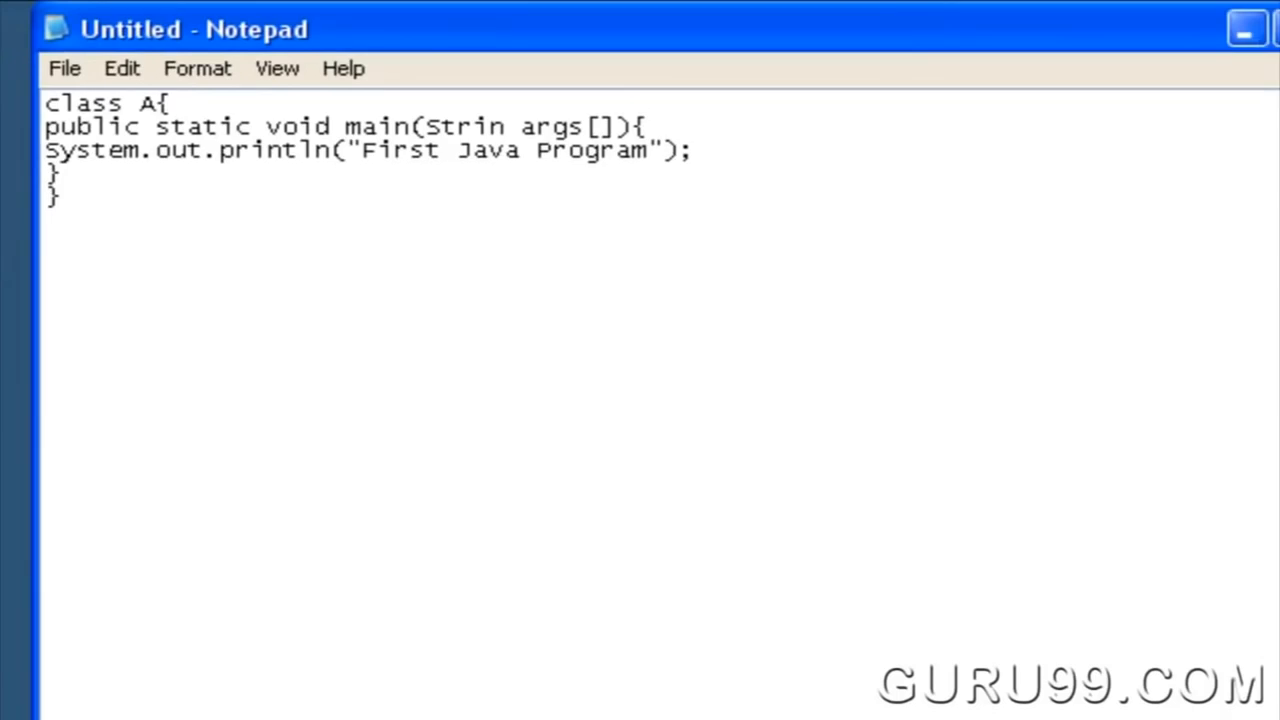 Untitled - Notepad
File Edit Format View Help
class A{
public static void main(Strin args[]){
System.out.println("First Java Program");
}
}
GURU99.COM